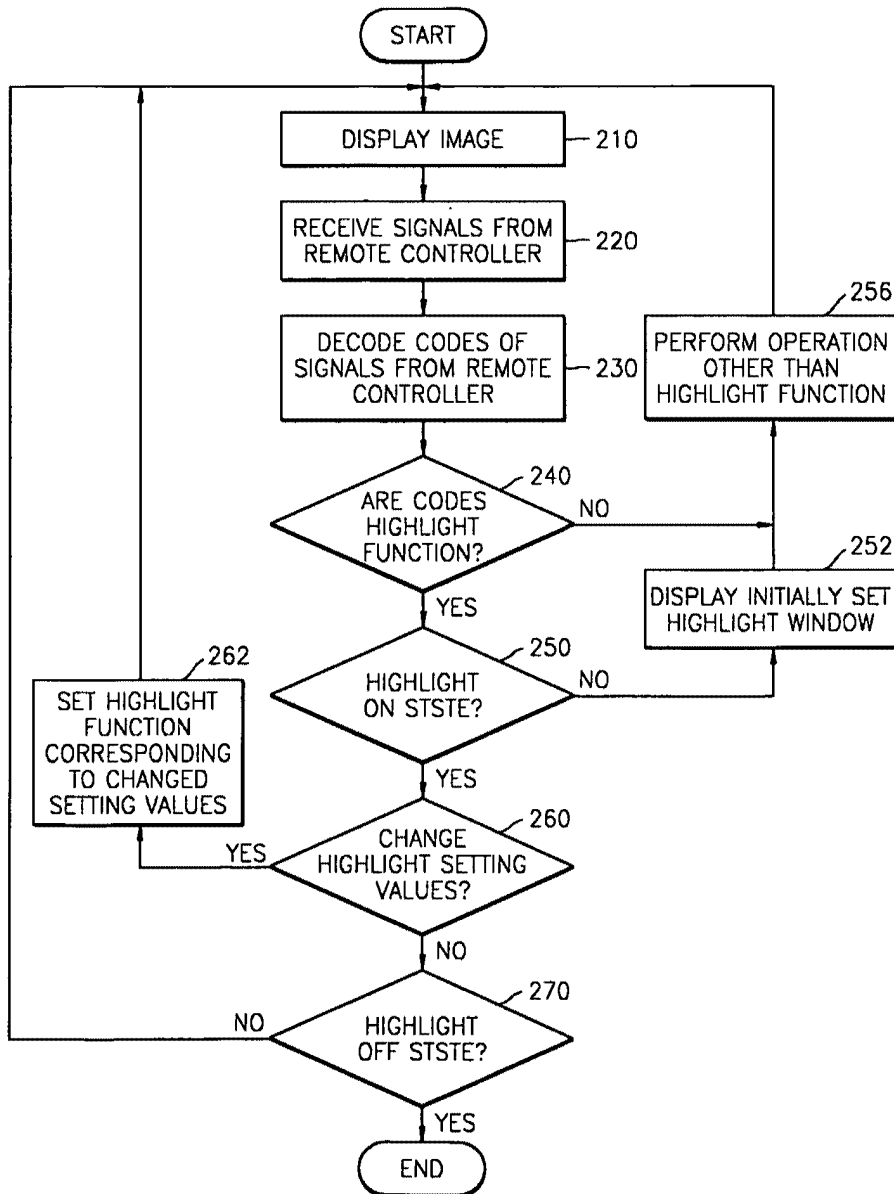 START
DISPLAY IMAGE
210
RECEIVE SIGNALS FROM
REMOTE CONTROLLER
220
DECODE CODES OF
SIGNALS FROM REMOTE
CONTROLLER
230
256
PERFORM OPERATION
OTHER THAN
HIGHLIGHT FUNCTION
240
ARE CODES
HIGHLIGHT
FUNCTION?
NO
YES
252
DISPLAY INITIALLY SET
HIGHLIGHT WINDOW
250
HIGHLIGHT
ON STSTE?
NO
YES
262
SET HIGHLIGHT
FUNCTION
CORRESPONDING
TO CHANGED
SETTING VALUES
260
CHANGE
HIGHLIGHT SETTING
VALUES?
YES
NO
270
HIGHLIGHT
OFF STSTE?
NO
YES
END